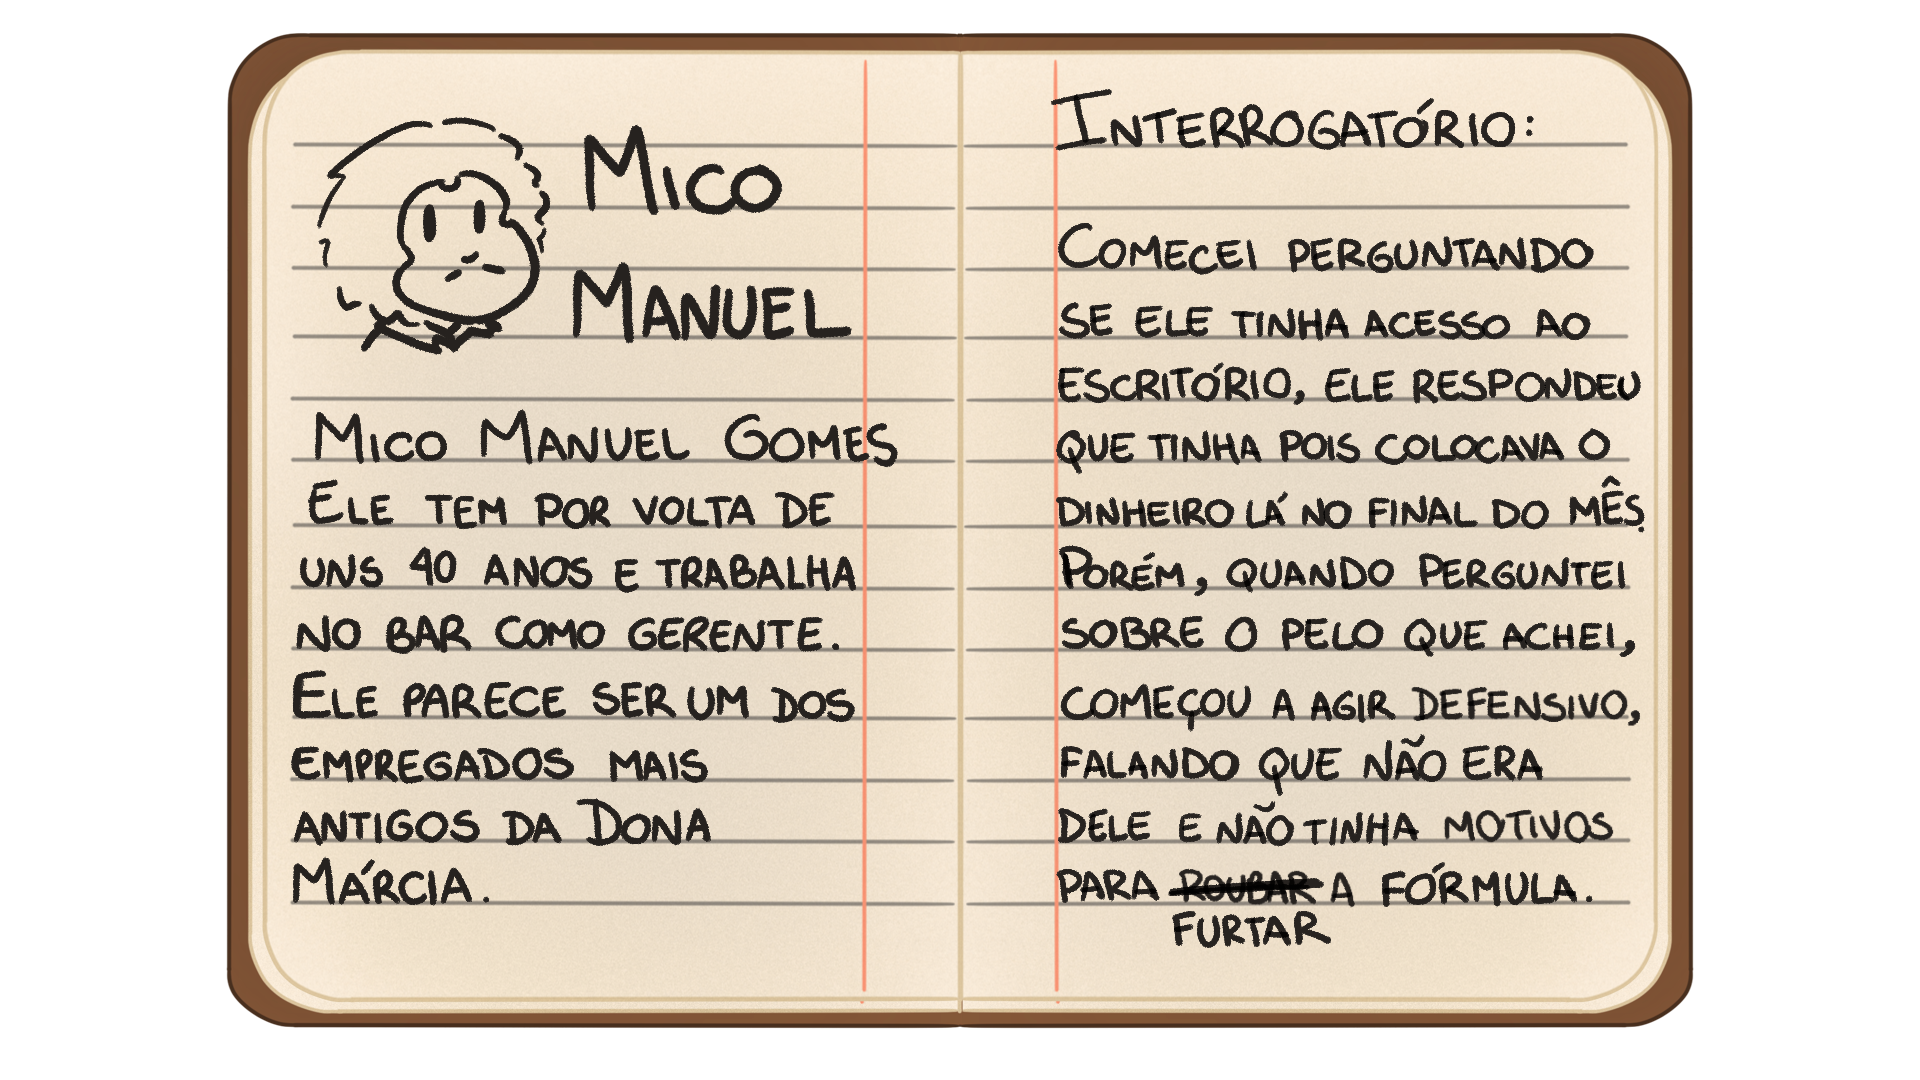 Mico
Manuel
Mico Manuel Gomes
Ele tem por volta de
uns 40 anos e trabalha
no bar como gerente.
Ele parece ser um dos
empregados mais
antigos da Dona
Márcia.
Interrogatório:
Comecei perguntando
se ele tinha acesso ao
escritório, ele respondeu
que tinha pois colocava o
dinheiro lá no final do mês.
Porém, quando perguntei
sobre o pelo que achei,
começou a agir defensivo,
falando que não era
dele e não tinha motivos
para roubar a fórmula.
furtar